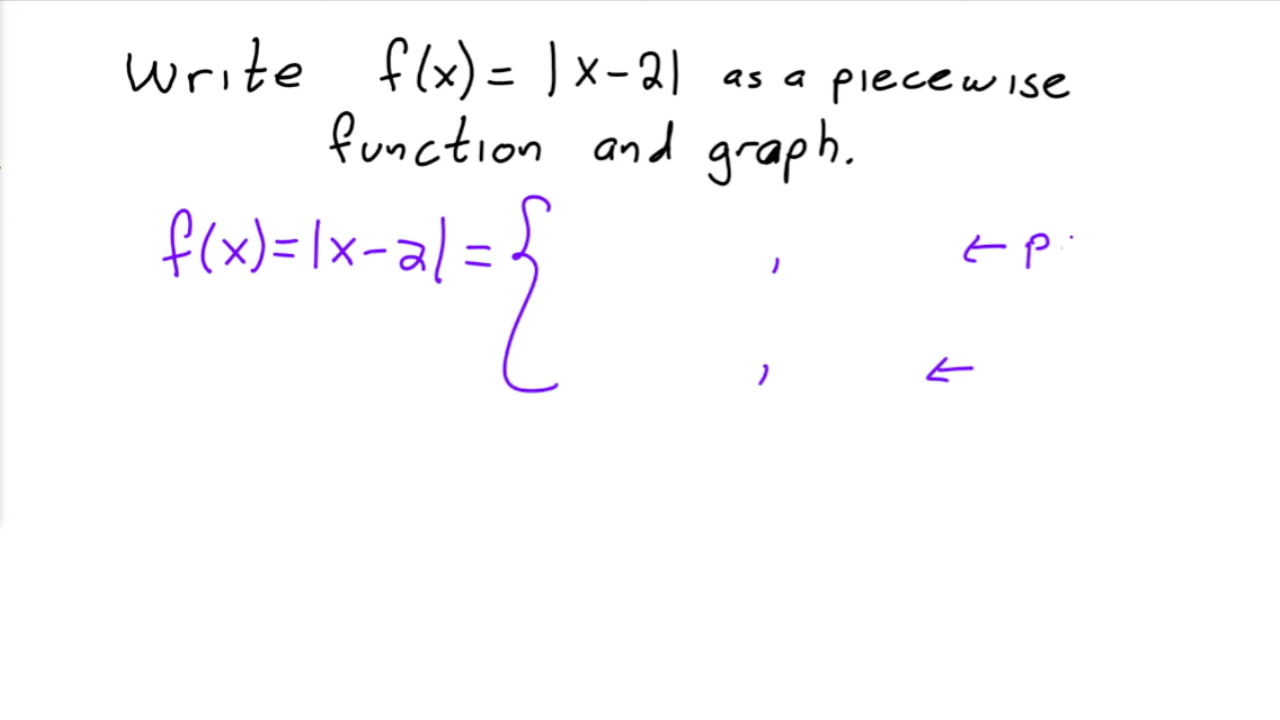 Write f(x) = |x-2| as a piecewise
function and graph.
f(x)=|x-2| = { , ← p
, ←